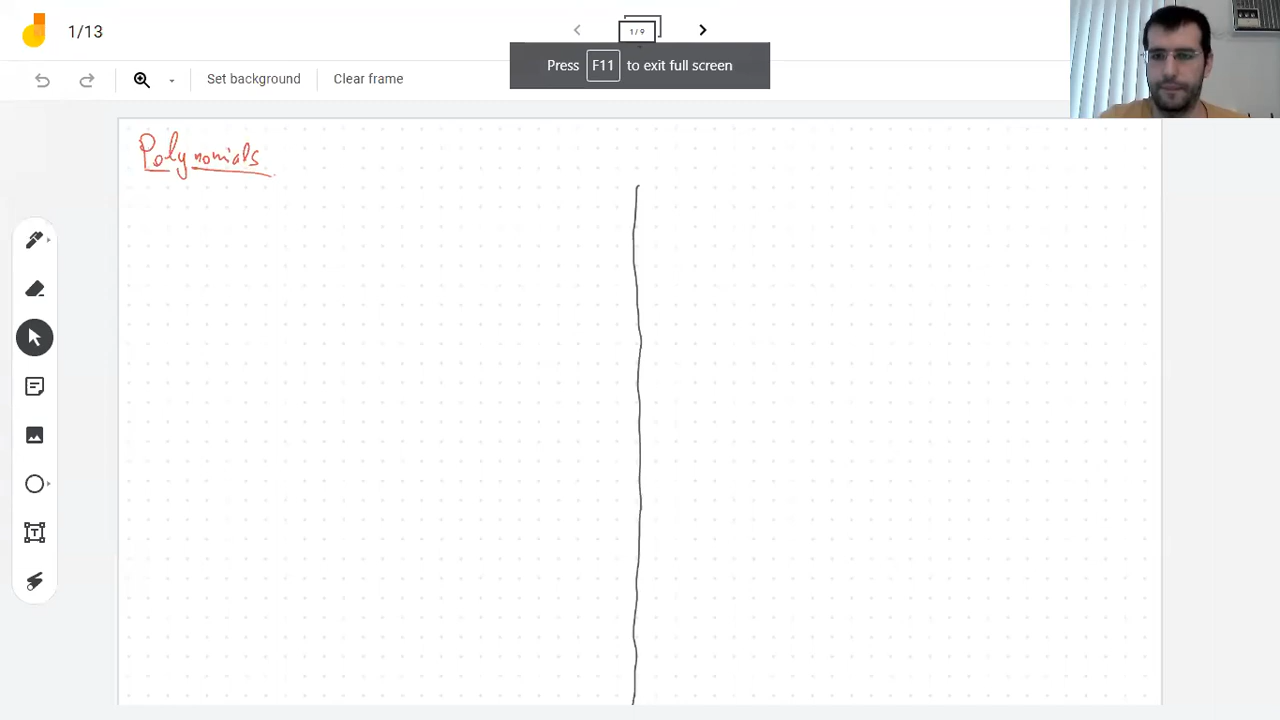 1/13
1/9
Press F11 to exit full screen
Set background
Clear frame
Polynomials
T